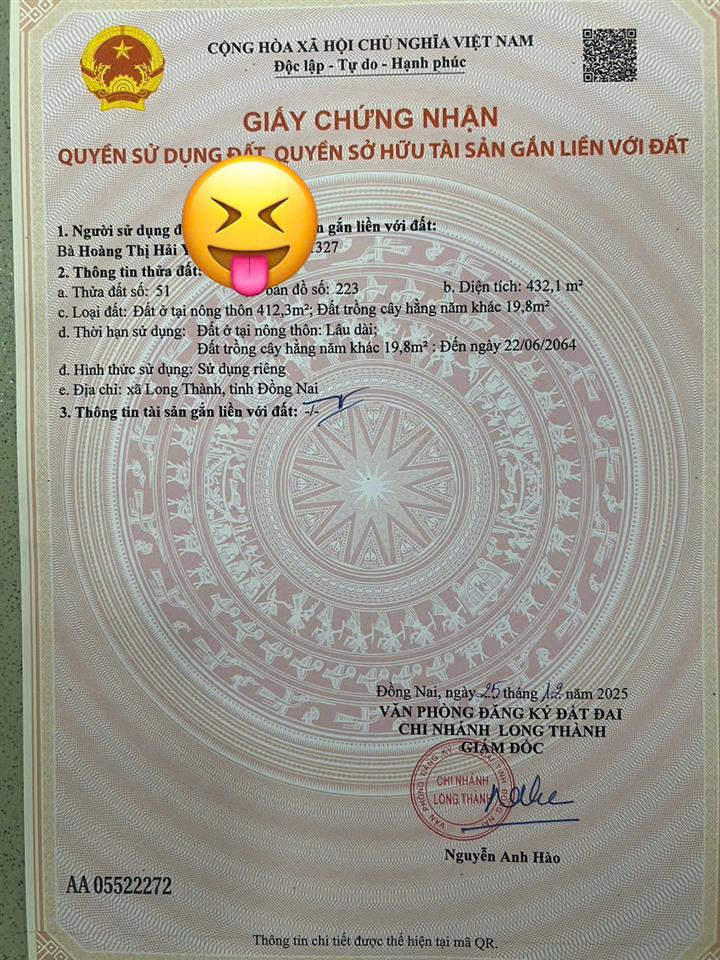 CỘNG HÒA XÃ HỘI CHỦ NGHĨA VIỆT NAM
Độc lập - Tự do - Hạnh phúc
GIẤY CHỨNG NHẬN
QUYỀN SỬ DỤNG ĐẤT, QUYỀN SỞ HỮU TÀI SẢN GẮN LIỀN VỚI ĐẤT
1. Người sử dụng gắn liền với đất:
Bà Hoàng Thị Hải 327
2. Thông tin thửa đất:
a. Thửa đất số: 51 bản đồ số: 223 b. Diện tích: 432,1 m²
c. Loại đất: Đất ở tại nông thôn 412,3m²; Đất trồng cây hằng năm khác 19,8m²
d. Thời hạn sử dụng: Đất ở tại nông thôn: Lâu dài;
Đất trồng cây hằng năm khác 19,8m² : Đến ngày 22/06/2064
đ. Hình thức sử dụng: Sử dụng riêng
e. Địa chỉ: xã Long Thành, tỉnh Đồng Nai
3. Thông tin tài sản gắn liền với đất: -/-
Đồng Nai, ngày 25 tháng 12 năm 2025
VĂN PHÒNG ĐĂNG KÝ ĐẤT ĐAI
CHI NHÁNH LONG THÀNH
GIÁM ĐỐC
CHI NHÁNH
LONG THÀNH
Nguyễn Anh Hào
AA 05522272
Thông tin chi tiết được thể hiện tại mã QR.